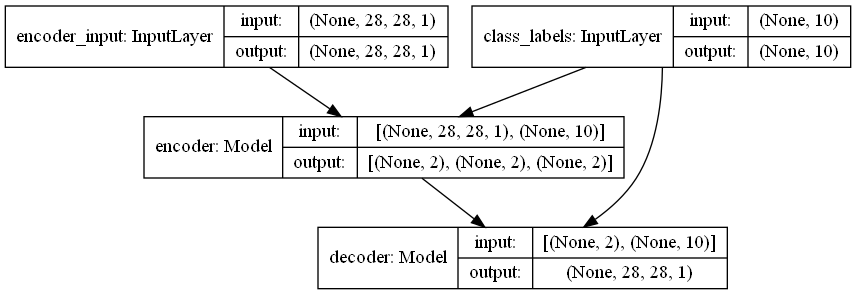 encoder_input: InputLayer
input:
(None, 28, 28, 1)
output:
(None, 28, 28, 1)
class_labels: InputLayer
input:
(None, 10)
output:
(None, 10)
encoder: Model
input:
[(None, 28, 28, 1), (None, 10)]
output:
[(None, 2), (None, 2), (None, 2)]
decoder: Model
input:
[(None, 2), (None, 10)]
output:
(None, 28, 28, 1)